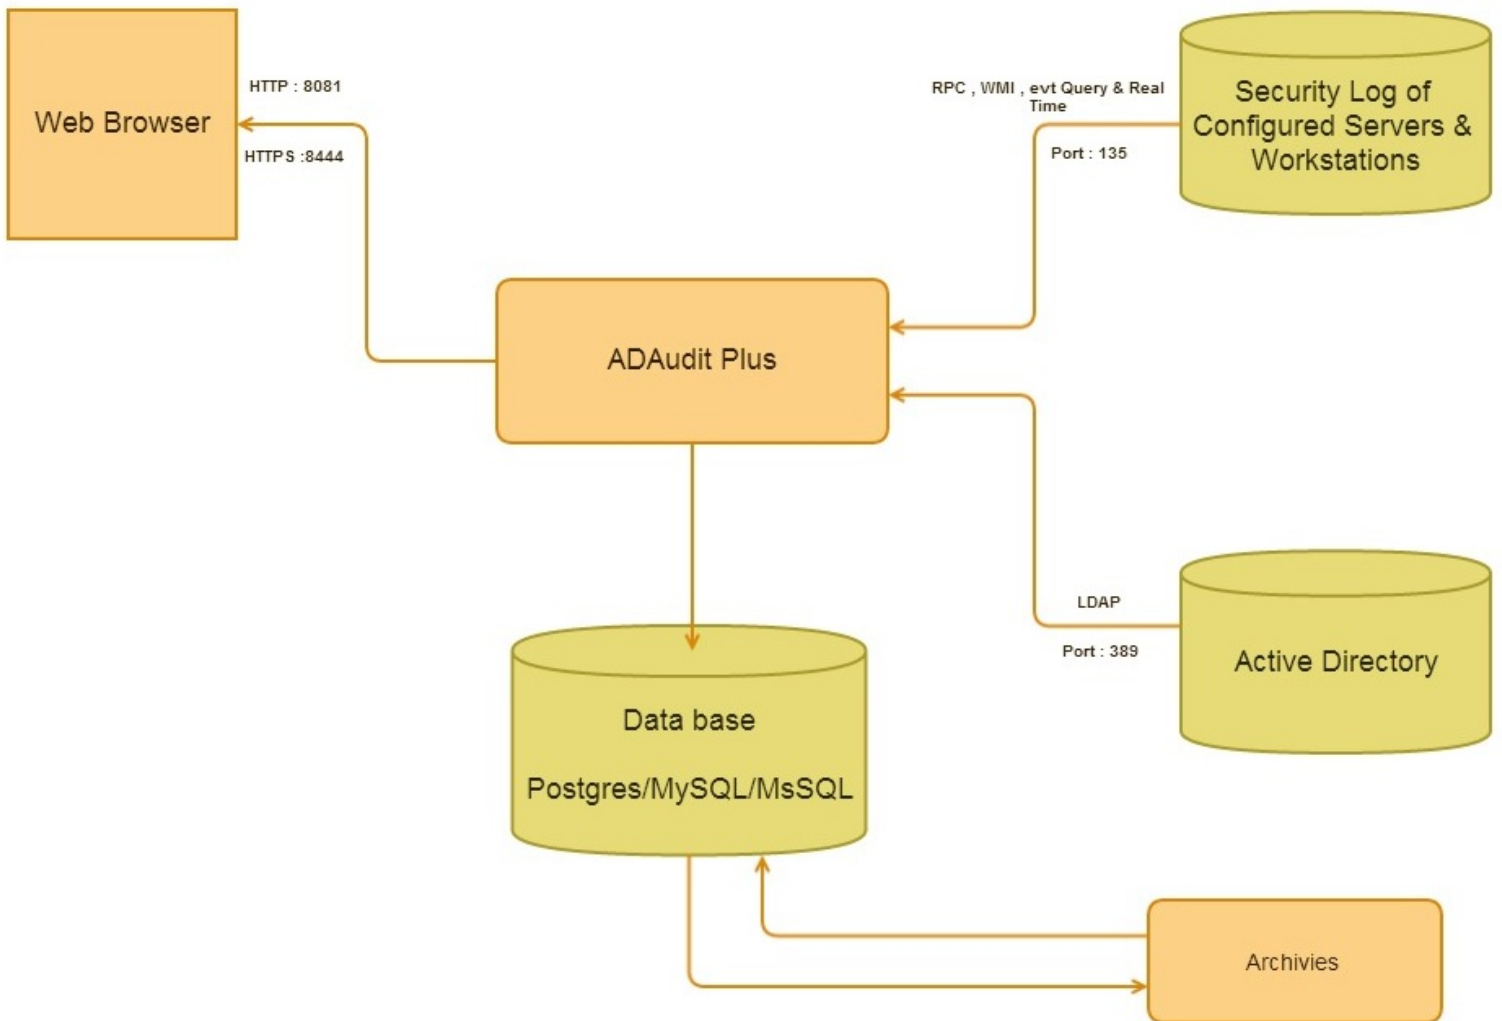 Web Browser
HTTP : 8081
HTTPS :8444
RPC , WMI , evt Query & Real
Time
Port : 135
Security Log of
Configured Servers &
Workstations
ADAudit Plus
LDAP
Port : 389
Active Directory
Data base
Postgres/MySQL/MsSQL
Archivies